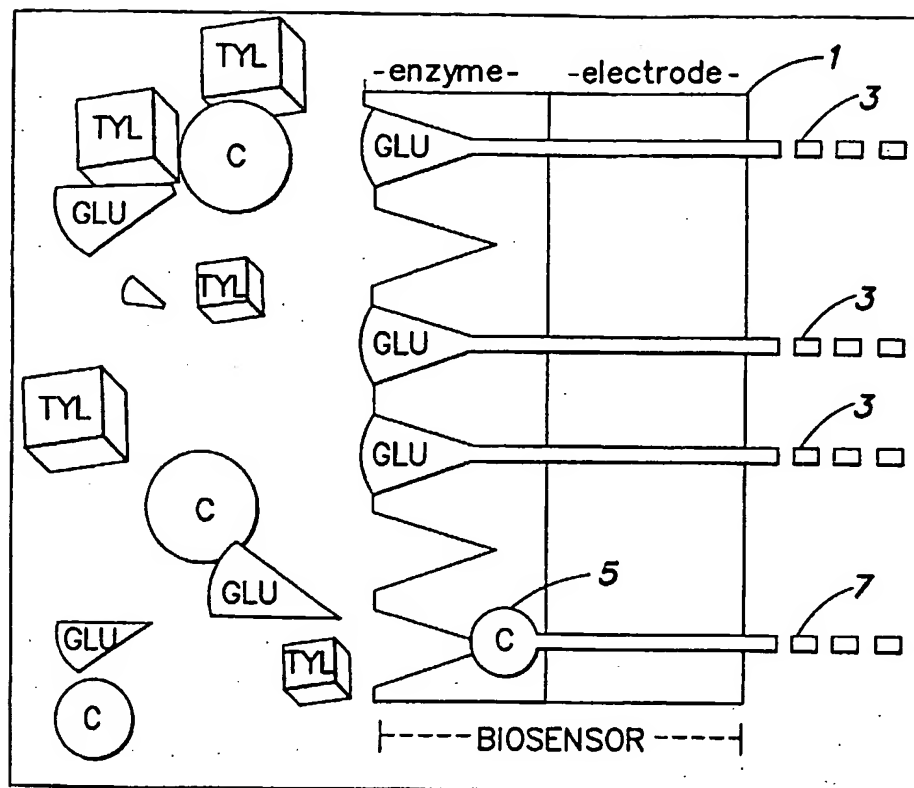 TYL
-enzyme-
-electrode-
1
3
TYL
C
GLU
GLU
GLU
TYL
3
GLU
TYL
3
GLU
C
GLU
5
C
7
GLU
TYL
C
BIOSENSOR